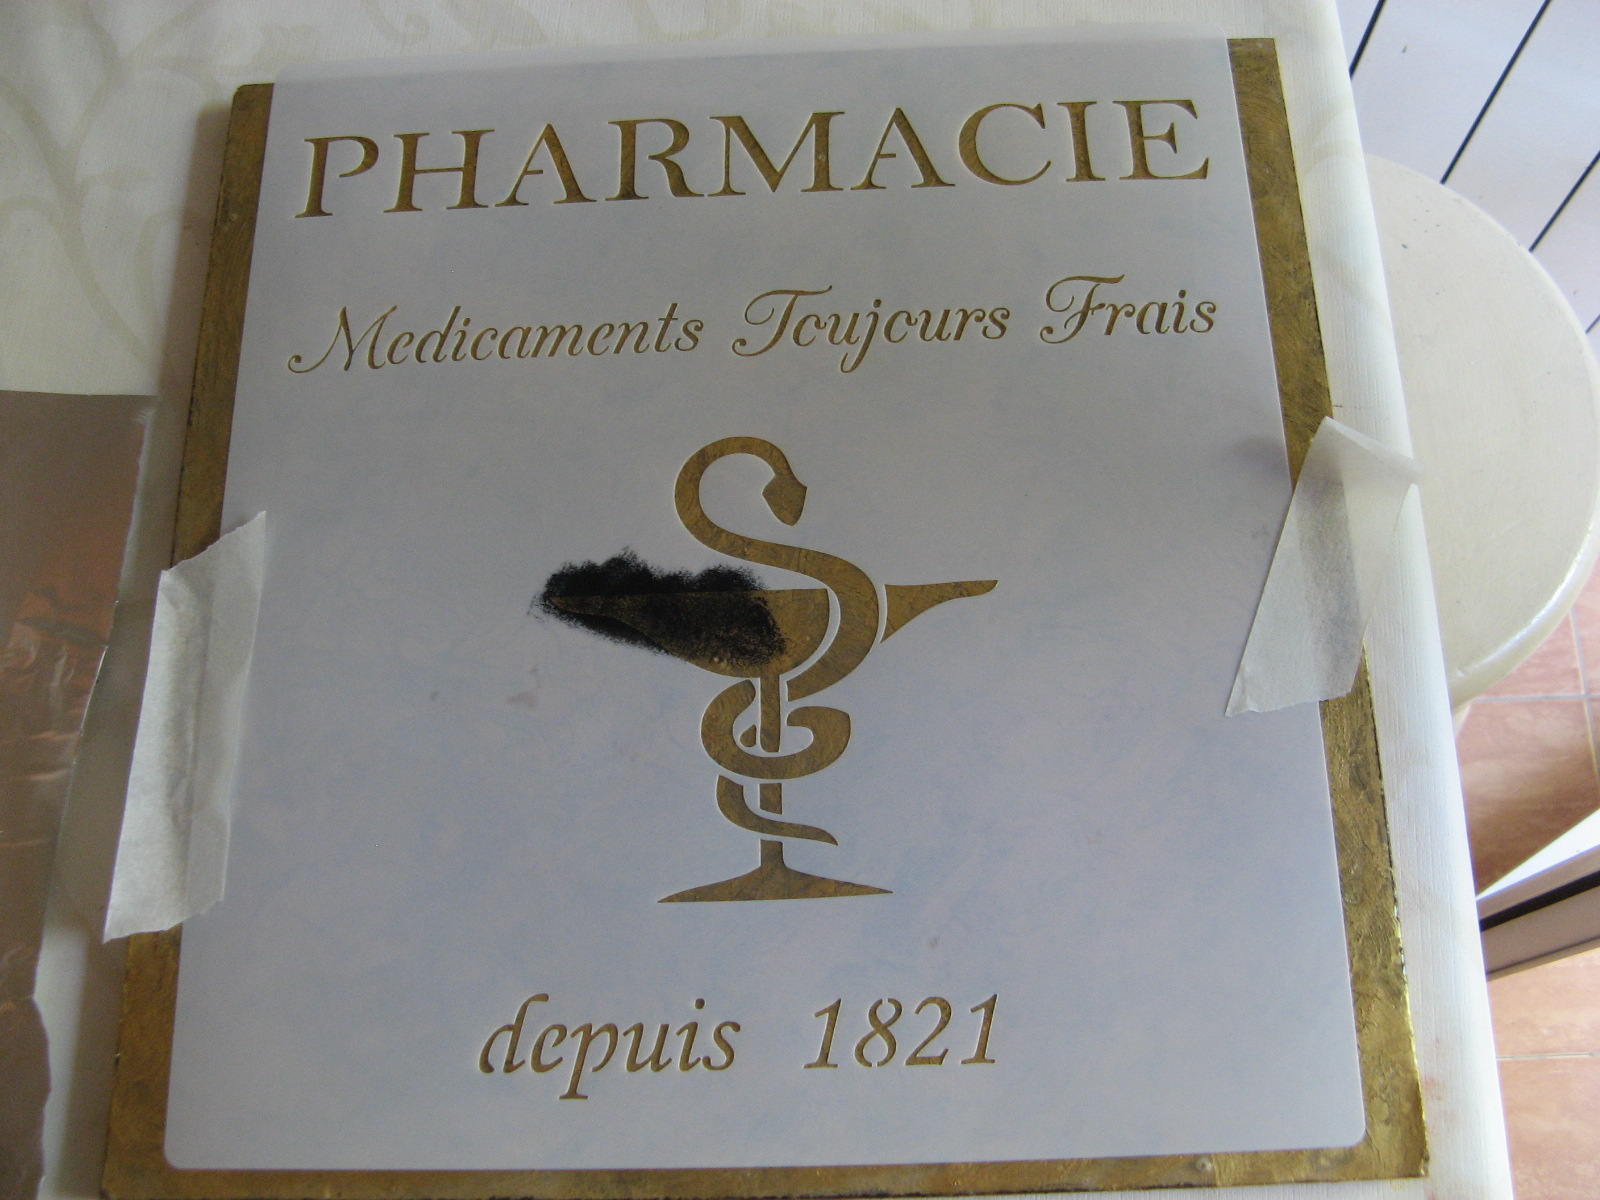 PHARMACIE
Medicaments Toujours Frais
depuis 1821